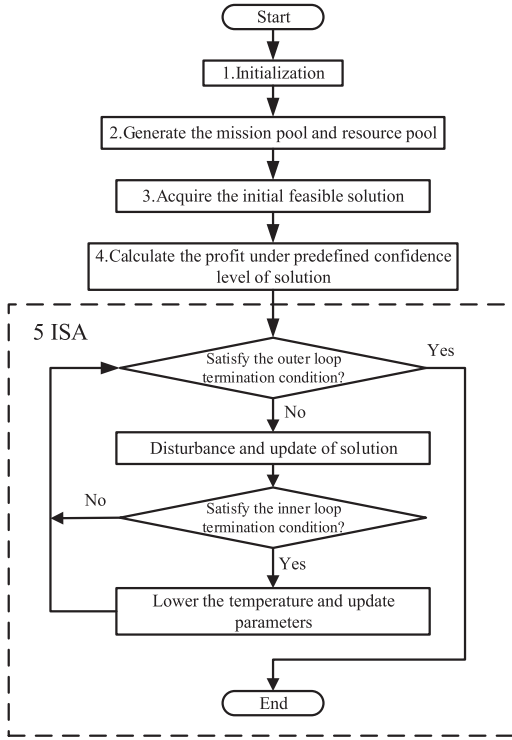 Start
1.Initialization
2.Generate the mission pool and resource pool
3.Acquire the initial feasible solution
4.Calculate the profit under predefined confidence
level of solution
5 ISA
Satisfy the outer loop
termination condition?
Yes
No
Disturbance and update of solution
Satisfy the inner loop
termination condition?
No
Yes
Lower the temperature and update
parameters
End